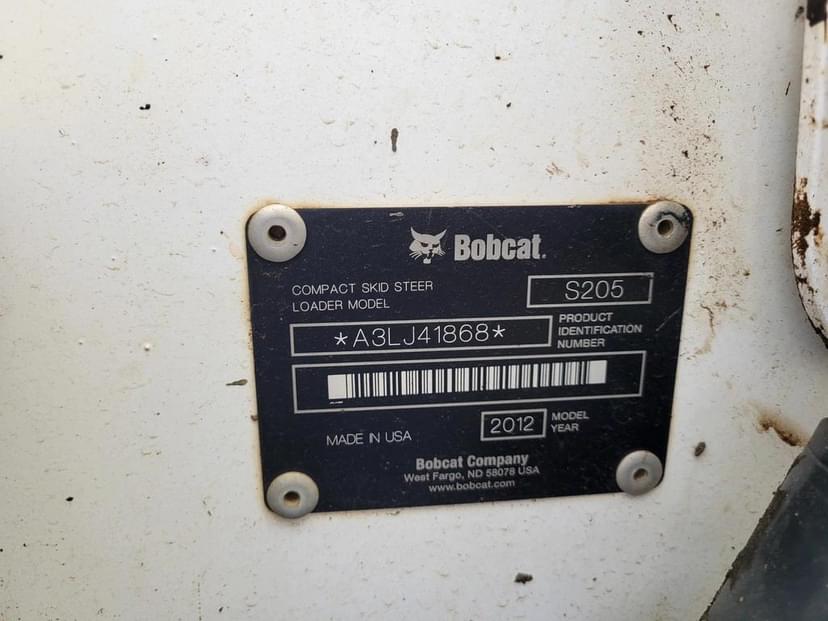 Bobcat.
COMPACT SKID STEER
LOADER MODEL
S205
*A3LJ41868*
PRODUCT
IDENTIFICATION
NUMBER
MADE IN USA
2012
MODEL
YEAR
Bobcat Company
West Fargo, ND 58078 USA
www.bobcat.com